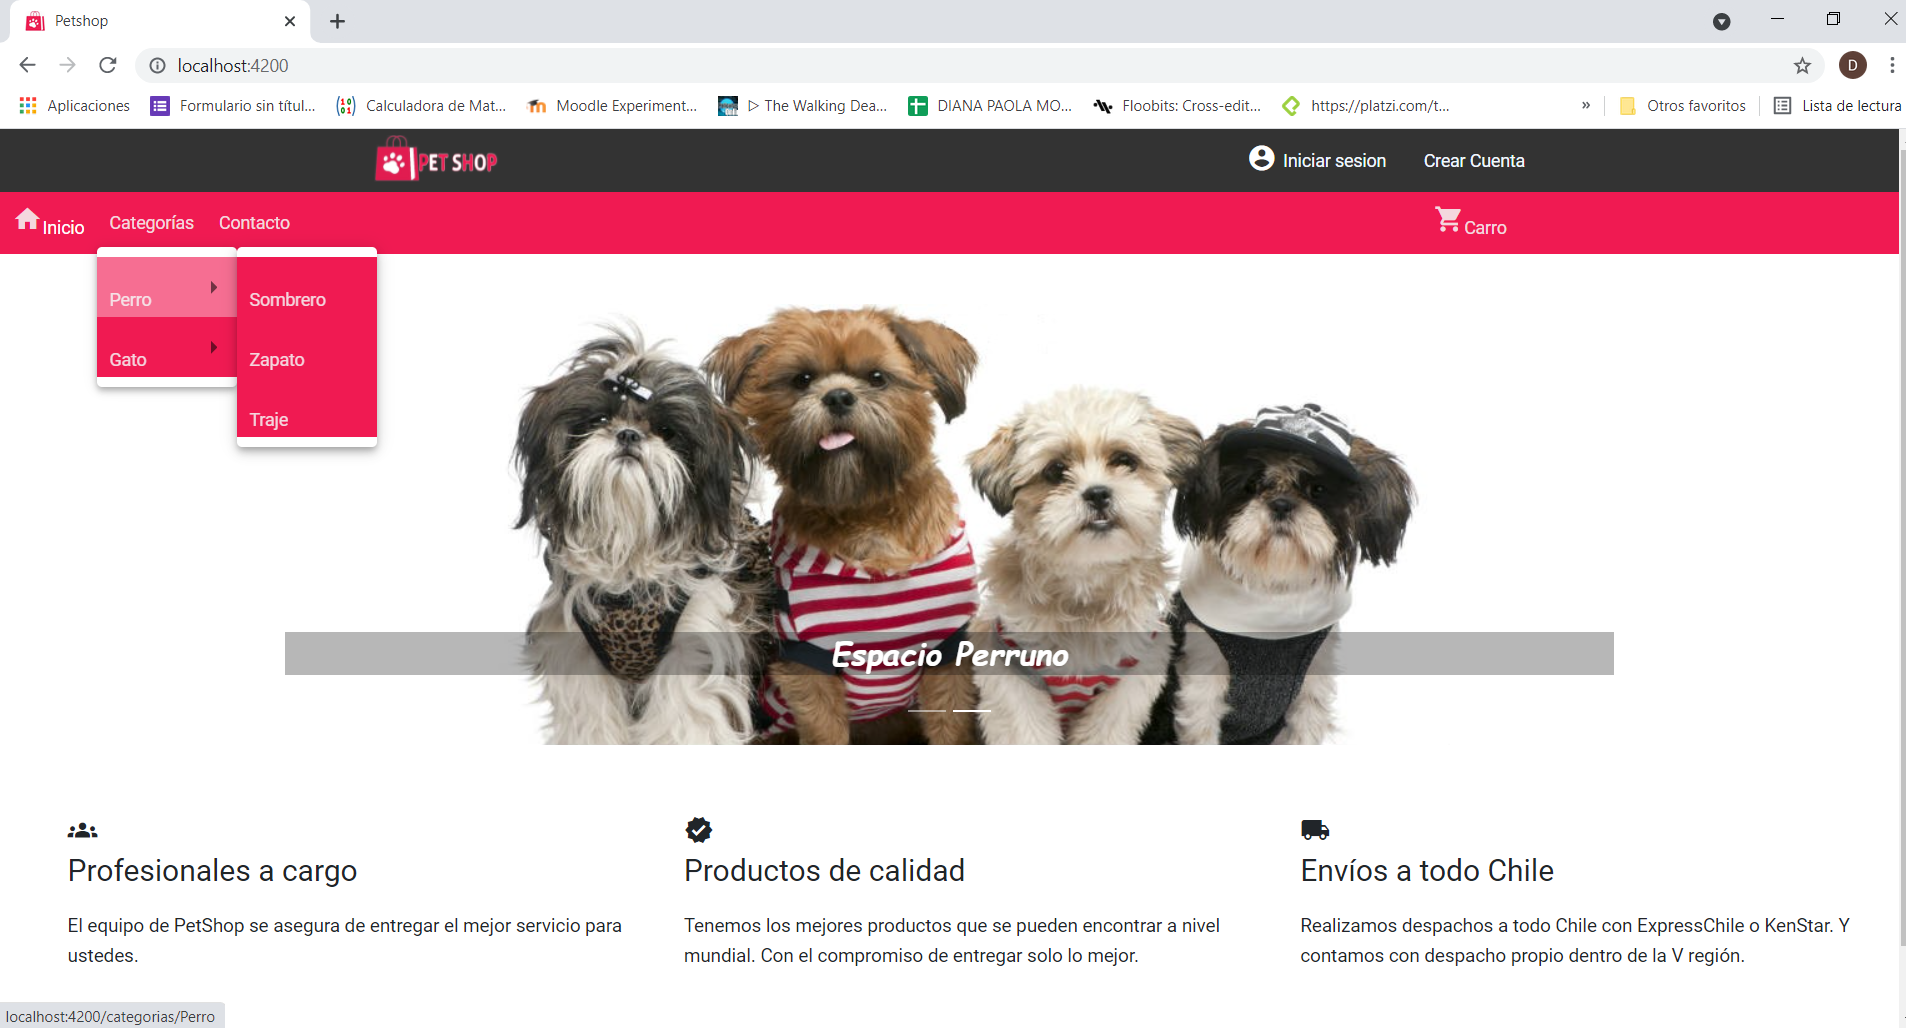 Petshop
localhost:4200
Aplicaciones
Formulario sin títul...
Calculadora de Mat...
Moodle Experiment...
▷ The Walking Dea...
DIANA PAOLA MO...
Floobits: Cross-edit...
https://platzi.com/t...
»
Otros favoritos
Lista de lectura
D
PET SHOP
Iniciar sesion
Crear Cuenta
Inicio
Categorías
Contacto
Carro
Perro
Gato
Sombrero
Zapato
Traje
Espacio Perruno
Profesionales a cargo
El equipo de PetShop se asegura de entregar el mejor servicio para
ustedes.
Productos de calidad
Tenemos los mejores productos que se pueden encontrar a nivel
mundial. Con el compromiso de entregar solo lo mejor.
Envíos a todo Chile
Realizamos despachos a todo Chile con ExpressChile o KenStar. Y
contamos con despacho propio dentro de la V región.
localhost:4200/categorias/Perro